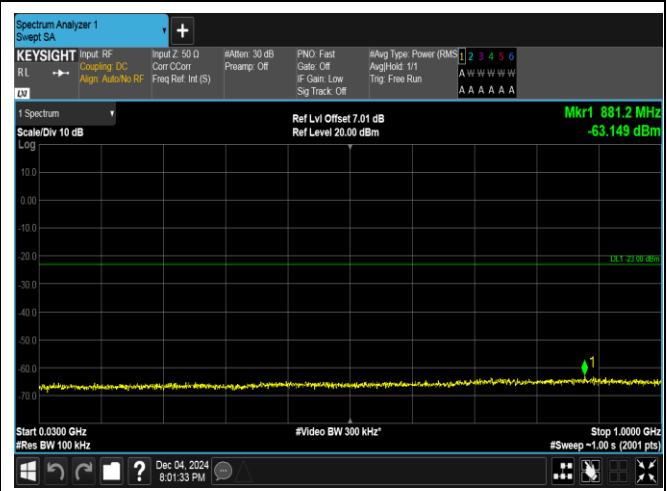 Spectrum Analyzer 1
Swept SA
+
KEYSIGHT
RL
LXI
Input: RF
Coupling: DC
Align: Auto/No RF
Input Z: 50 Ω
Corr CCorr
Freq Ref: Int (S)
#Atten: 30 dB
Preamp: Off
PNO: Fast
Gate: Off
IF Gain: Low
Sig Track: Off
#Avg Type: Power (RMS
Avg|Hold: 1/1
Trig: Free Run
1 2 3 4 5 6
A W W W W W
A A A A A A
1 Spectrum
Scale/Div 10 dB
Log
Ref Lvl Offset 7.01 dB
Ref Level 20.00 dBm
Mkr1 881.2 MHz
-63.149 dBm
10.0
0.00
-10.0
-20.0
DL1 -23.00 dBm
-30.0
-40.0
-50.0
-60.0
1
-70.0
Start 0.0300 GHz
#Res BW 100 kHz
#Video BW 300 kHz*
Stop 1.0000 GHz
#Sweep ~1.00 s (2001 pts)
?
Dec 04, 2024
8:01:33 PM